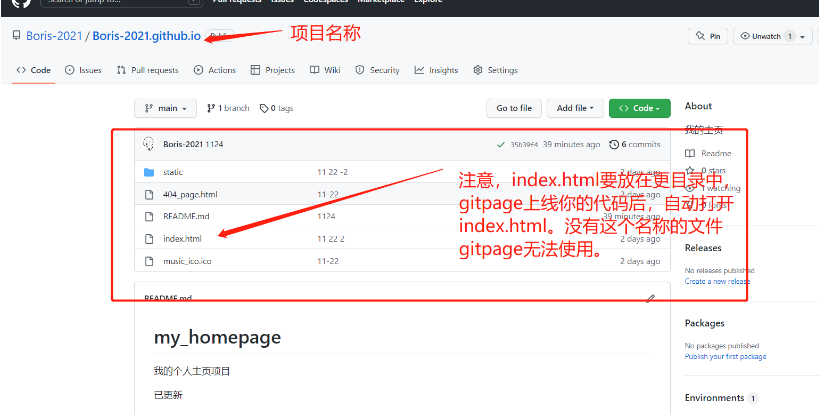 Search or jump to...
Pull requests Issues Codespaces Marketplace Explore
Boris-2021 / Boris-2021.github.io
项目名称
Pin
Unwatch 1
Code
Issues
Pull requests
Actions
Projects
Wiki
Security
Insights
Settings
main
1 branch
0 tags
Go to file
Add file
Code
About
我的主页
Readme
0 stars
1 watching
Boris-2021 1124
35b39f4 39 minutes ago
6 commits
static 11 22 -2
404_page.html 11-22 2 days ago
README.md 1124 39 minutes ago
index.html 11 22 2 2 days ago
music_ico.ico 11-22 2 days ago
注意，index.html要放在更目录中，
gitpage上线你的代码后，自动打开
index.html。没有这个名称的文件
gitpage无法使用。
Releases
No releases published
Create a new release
README.md
my_homepage
我的个人主页项目
已更新
Packages
No packages published
Publish your first package
Environments 1